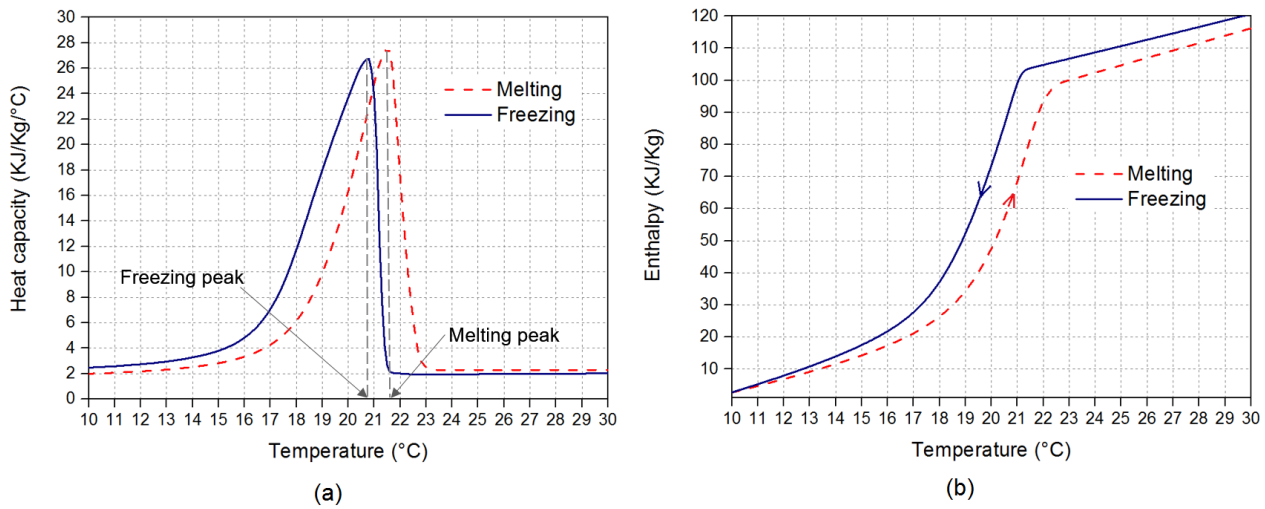 30
28
26
24
22
20
18
16
14
12
10
8
6
4
2
0
Heat capacity (KJ/Kg/°C)
Melting
Freezing
Freezing peak
Melting peak
10 11 12 13 14 15 16 17 18 19 20 21 22 23 24 25 26 27 28 29 30
Temperature (°C)
(a)
120
110
100
90
80
70
60
50
40
30
20
10
Enthalpy (KJ/Kg)
Melting
Freezing
10 11 12 13 14 15 16 17 18 19 20 21 22 23 24 25 26 27 28 29 30
Temperature (°C)
(b)